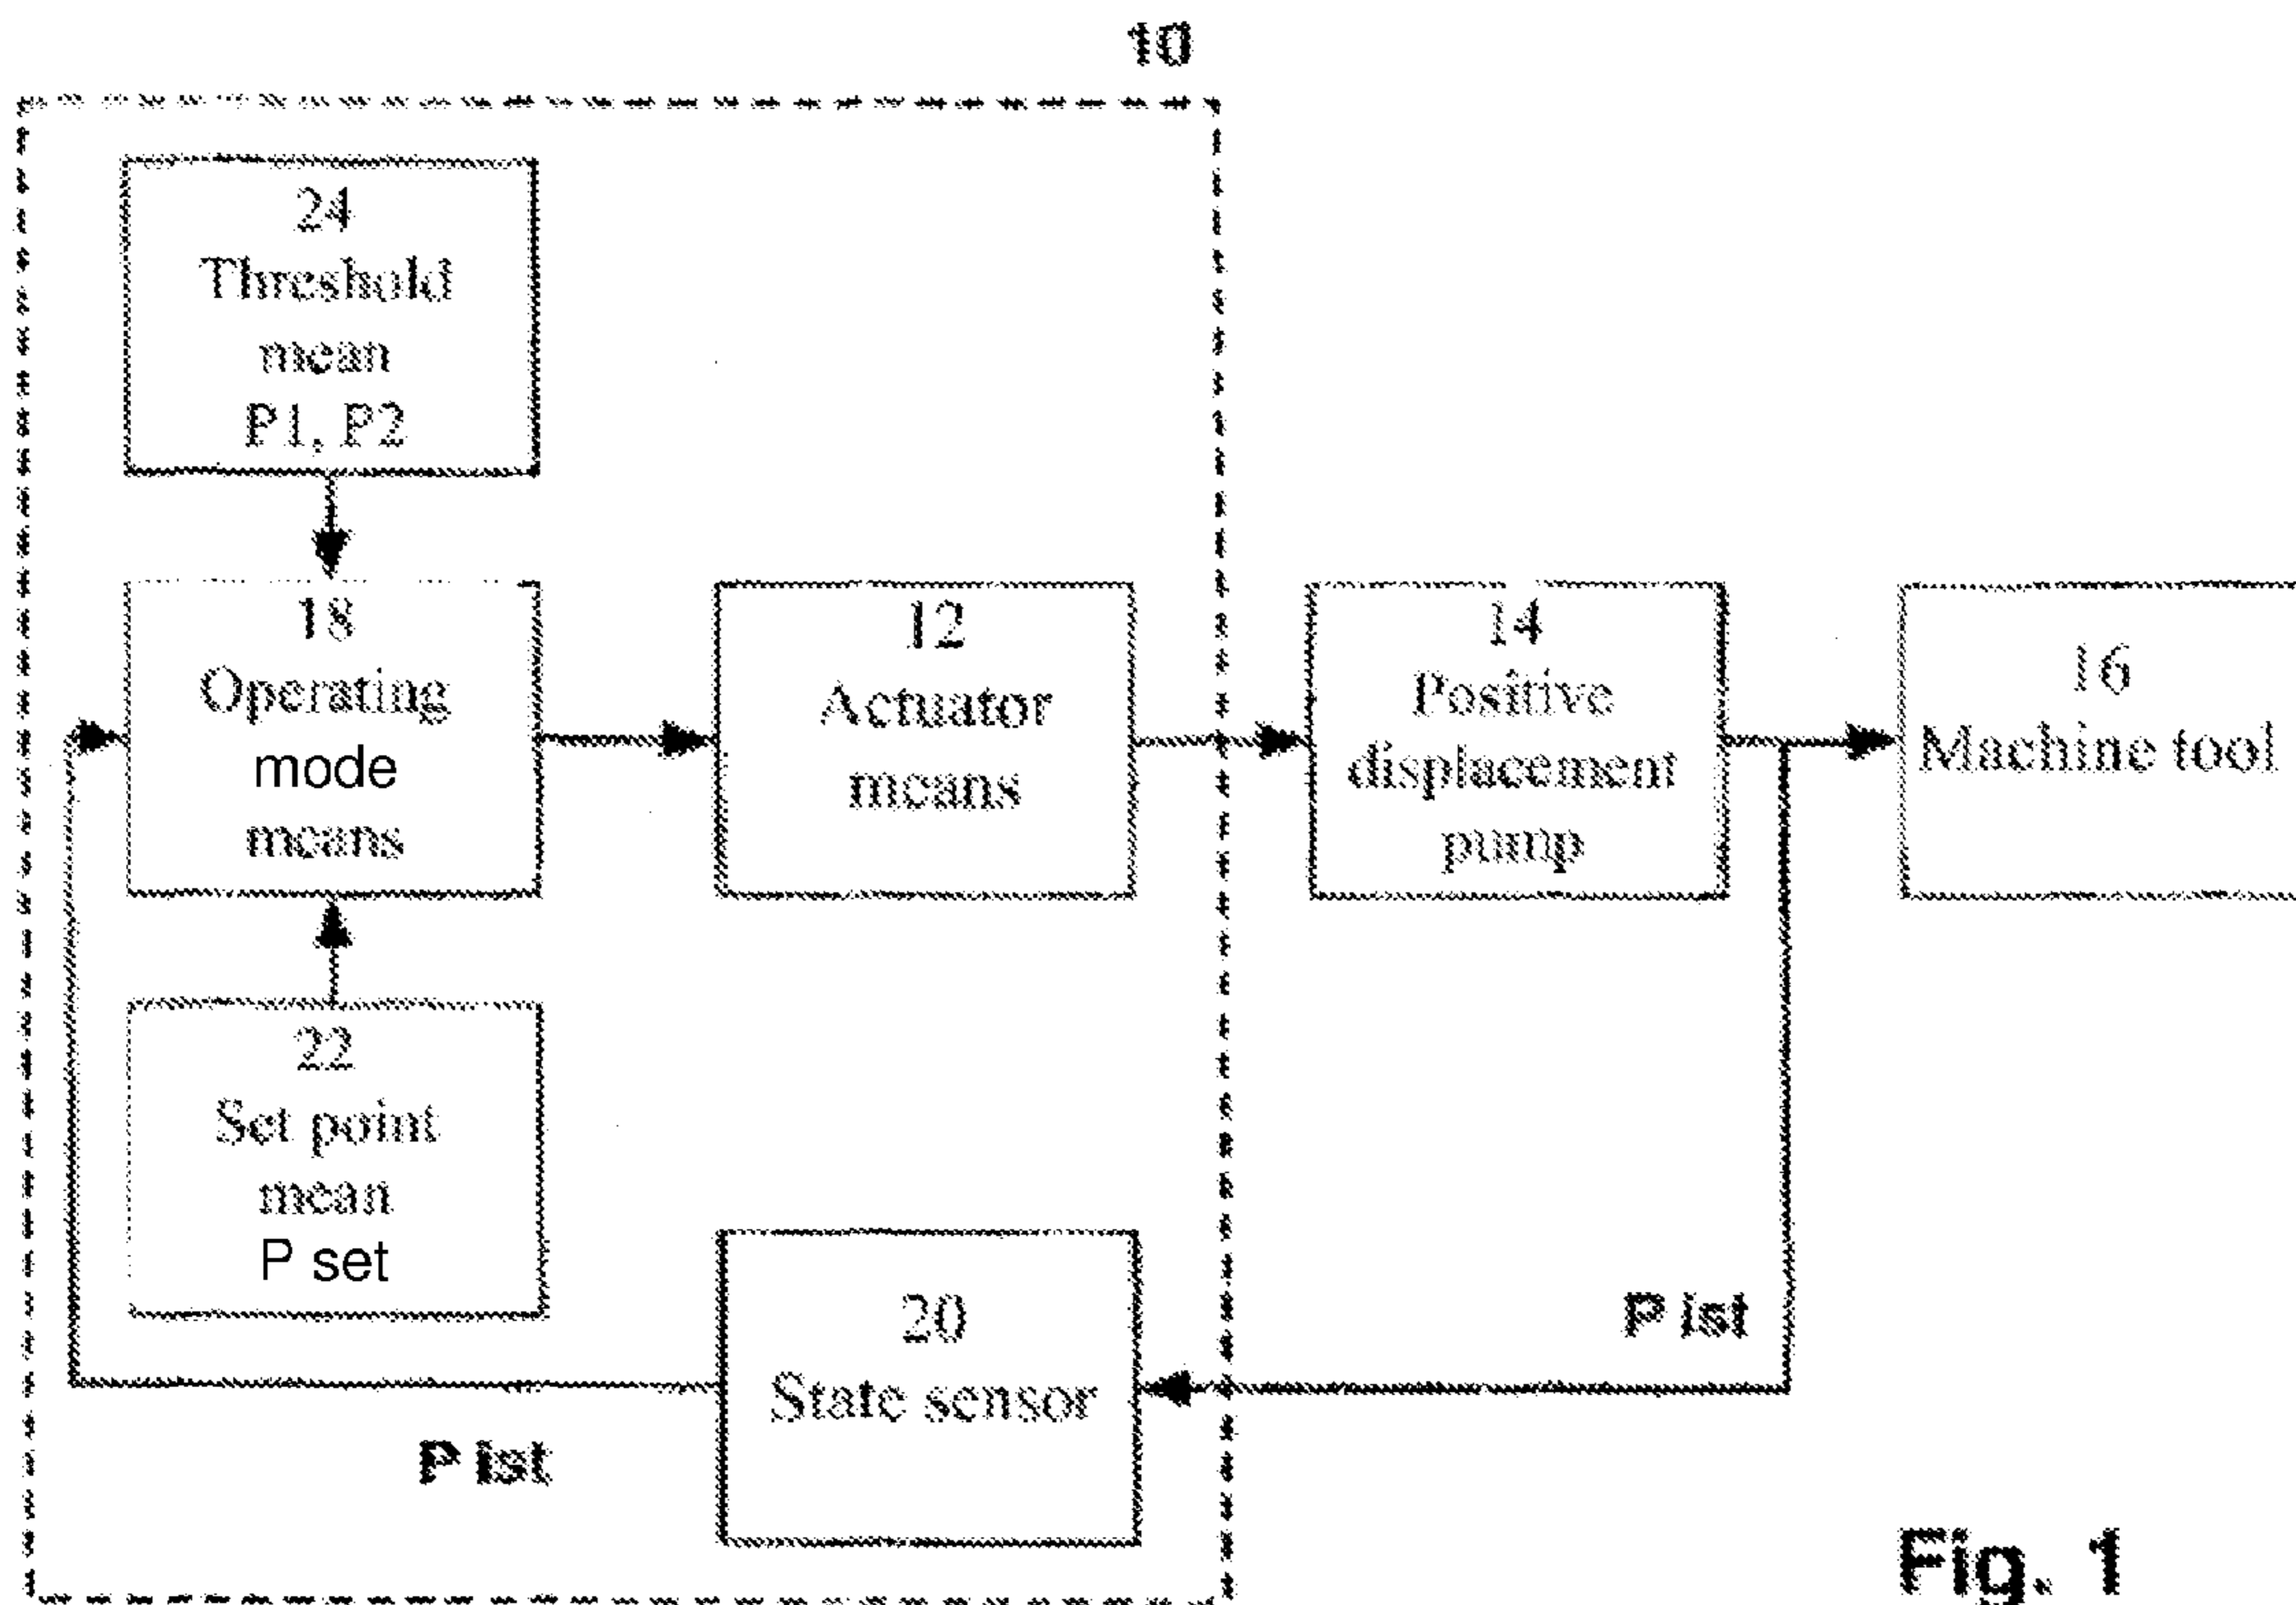 10
24
Threshold
mean
P1, P2
18
Operating
mode
means
12
Actuator
means
14
Positive
displacement
pump
16
Machine tool
22
Set point
mean
P set
20
State sensor
P ist
P ist
Fig. 1